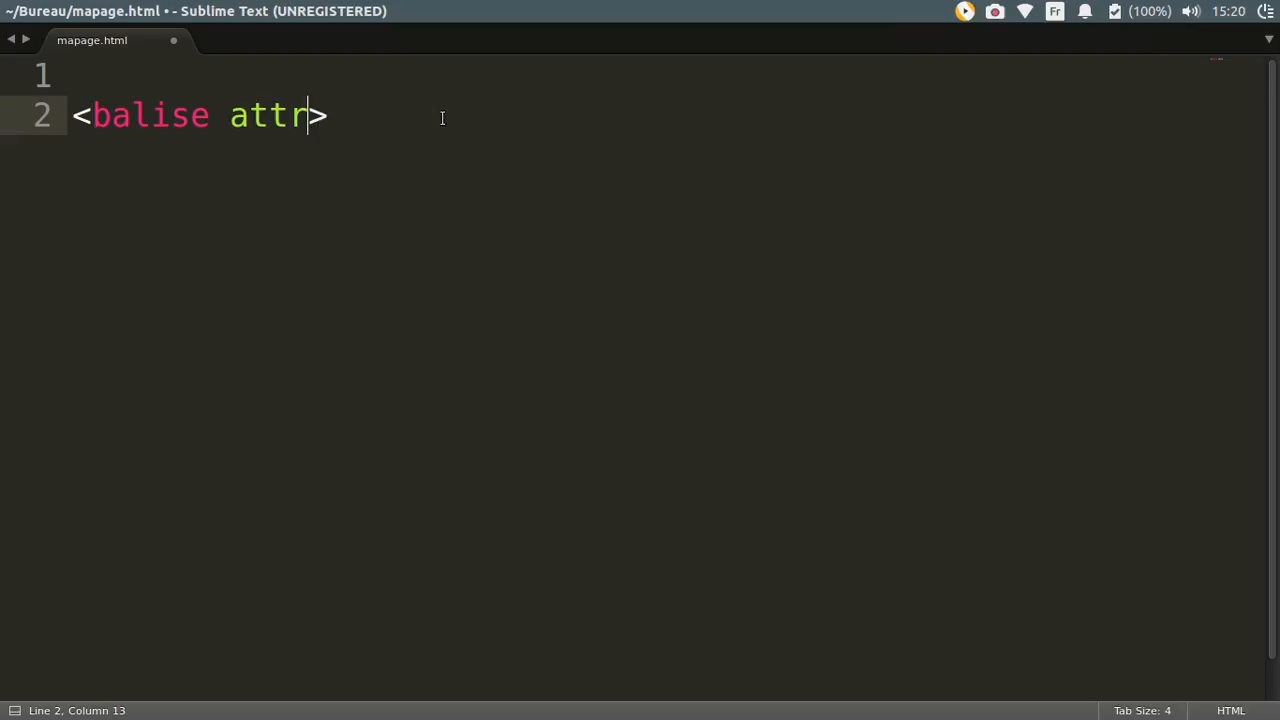 ~/Bureau/mapage.html • - Sublime Text (UNREGISTERED)
Fr
(100%)
15:20
mapage.html
1
2
<balise attr>
Line 2, Column 13
Tab Size: 4
HTML